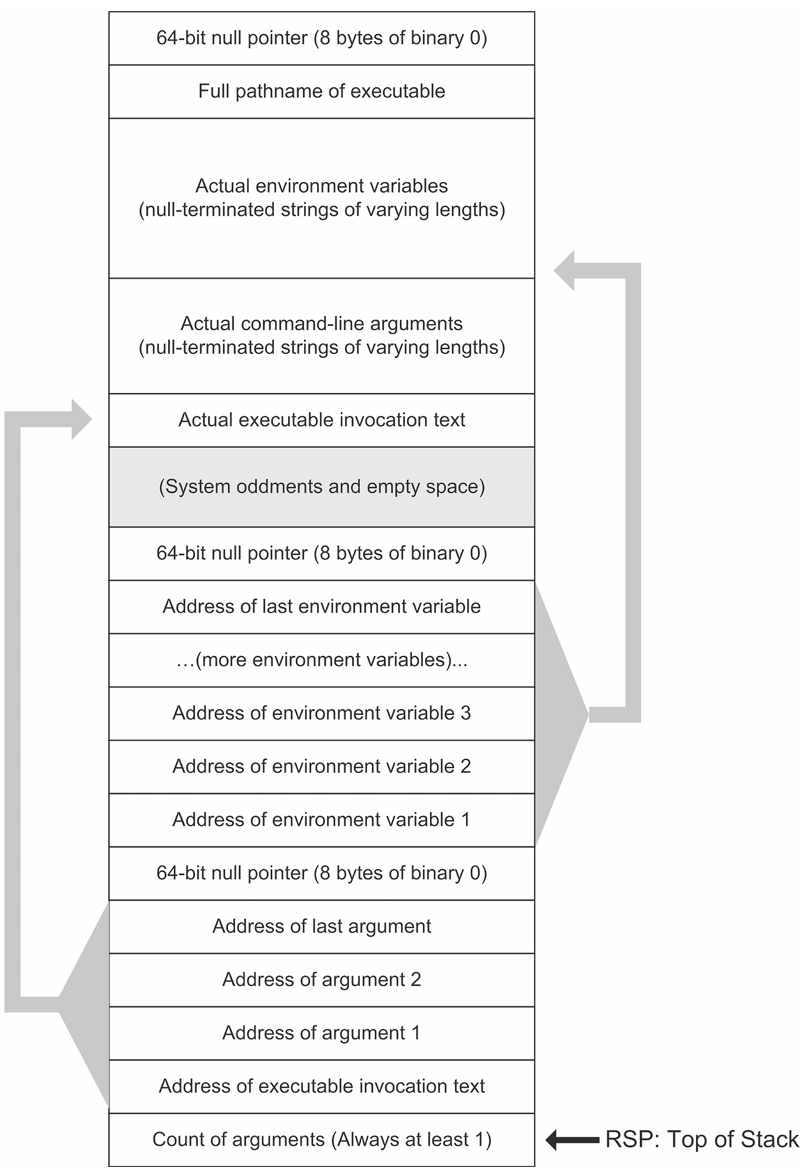 64-bit null pointer (8 bytes of binary 0)
Full pathname of executable
Actual environment variables
(null-terminated strings of varying lengths)
Actual command-line arguments
(null-terminated strings of varying lengths)
Actual executable invocation text
(System oddments and empty space)
64-bit null pointer (8 bytes of binary 0)
Address of last environment variable
…(more environment variables)...
Address of environment variable 3
Address of environment variable 2
Address of environment variable 1
64-bit null pointer (8 bytes of binary 0)
Address of last argument
Address of argument 2
Address of argument 1
Address of executable invocation text
Count of arguments (Always at least 1)
RSP: Top of Stack